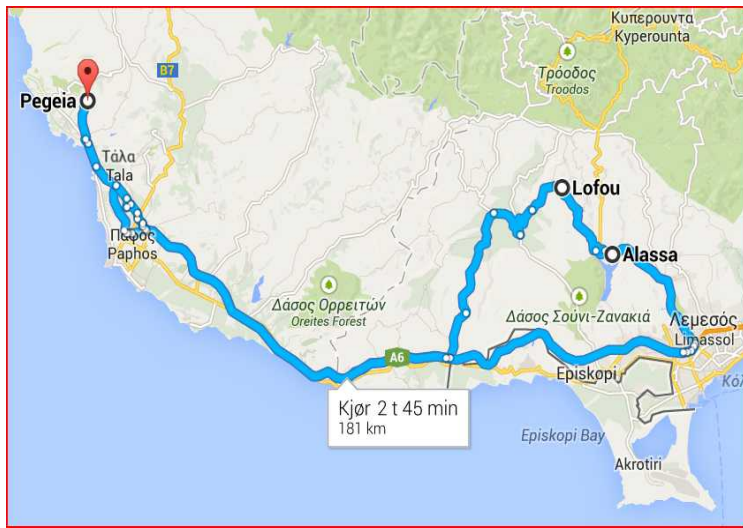 Κυπερουντα
Kyperounta
B7
Τρόοδος
Troodos
Pegeia
Τάλα
Tala
Lofou
Πάφος
Paphos
Alassa
Δάσος Ορρειτών
Oreites Forest
Δάσος Σούνι-Ζανακιά
Λεμεσός
Limassol
A6
Episkopi
Kjør 2 t 45 min
181 km
Episkopi Bay
Akrotiri